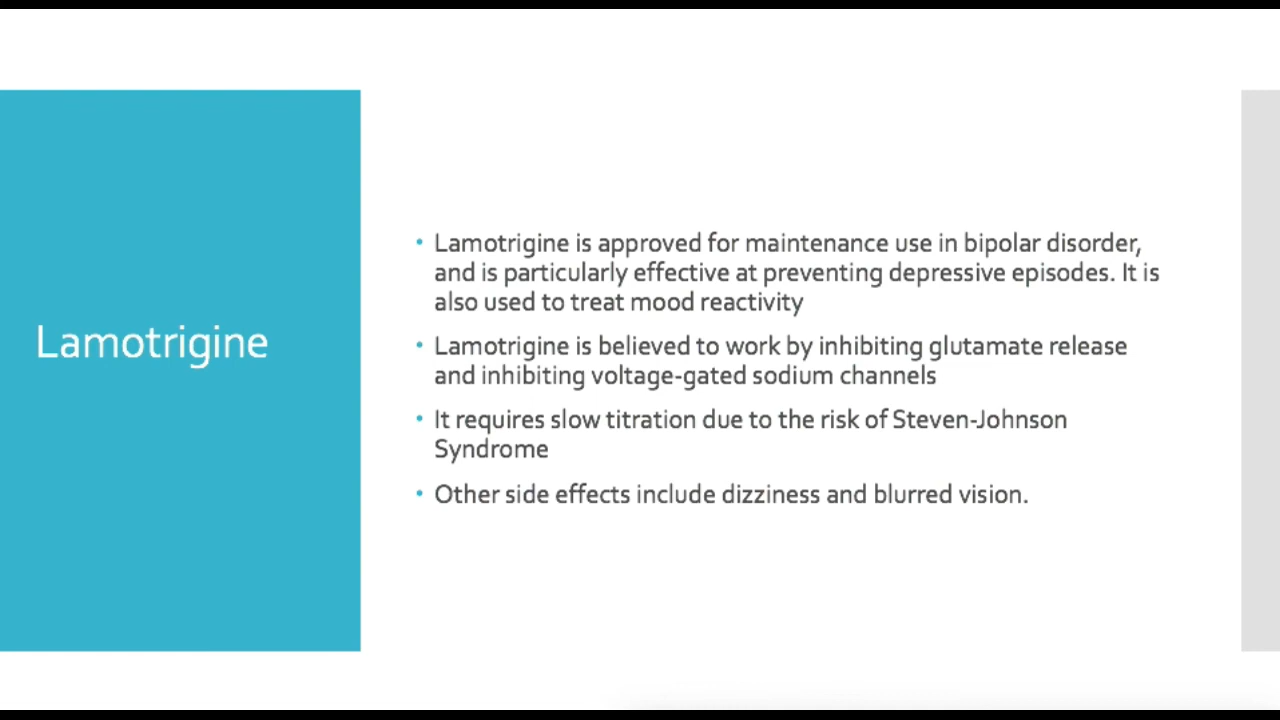 Lamotrigine
• Lamotrigine is approved for maintenance use in bipolar disorder,
and is particularly effective at preventing depressive episodes. It is
also used to treat mood reactivity
• Lamotrigine is believed to work by inhibiting glutamate release
and inhibiting voltage-gated sodium channels
• It requires slow titration due to the risk of Steven-Johnson
Syndrome
• Other side effects include dizziness and blurred vision.